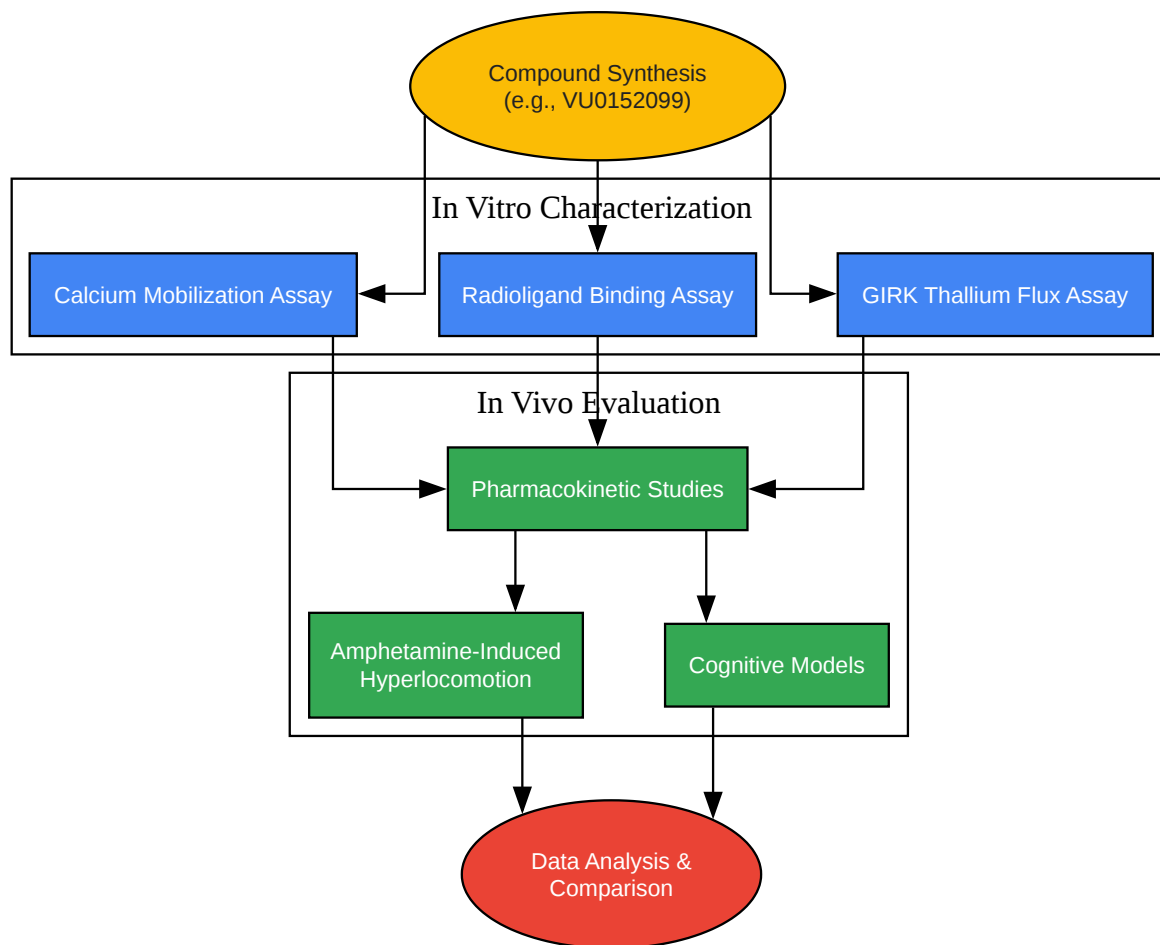 Compound Synthesis
(e.g., VU0152099)
In Vitro Characterization
Calcium Mobilization Assay
Radioligand Binding Assay
GIRK Thallium Flux Assay
In Vivo Evaluation
Pharmacokinetic Studies
Amphetamine-Induced
Hyperlocomotion
Cognitive Models
Data Analysis &
Comparison